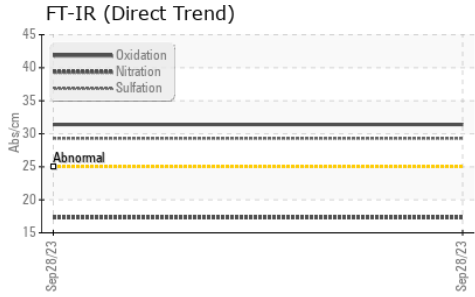 FT-IR (Direct Trend)
45
40
35
30
25
20
15
Abs/cm
Oxidation
Nitration
Sulfation
Abnormal
Sep28/23
Sep28/23